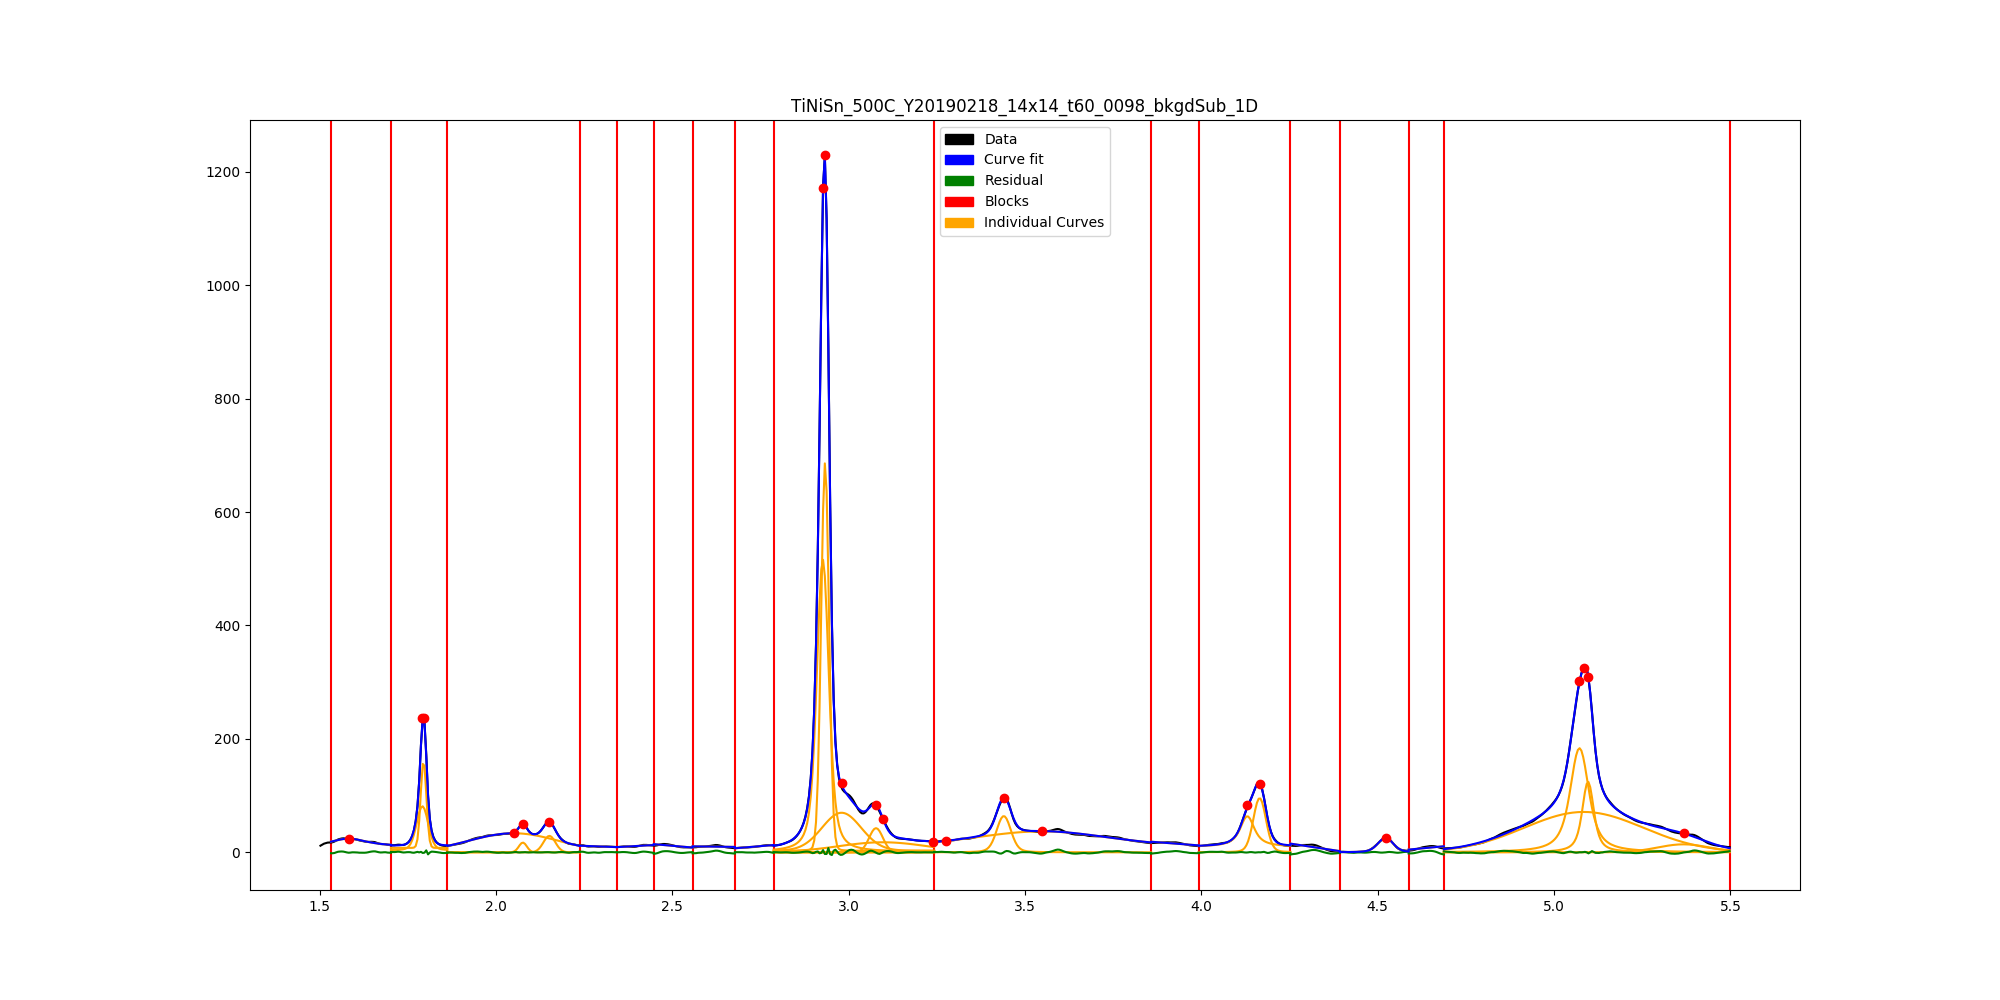 TiNiSn_500C_Y20190218_14x14_t60_0098_bkgdSub_1D
Data
Curve fit
Residual
Blocks
Individual Curves
1200
1000
800
600
400
200
0
1.5 2.0 2.5 3.0 3.5 4.0 4.5 5.0 5.5